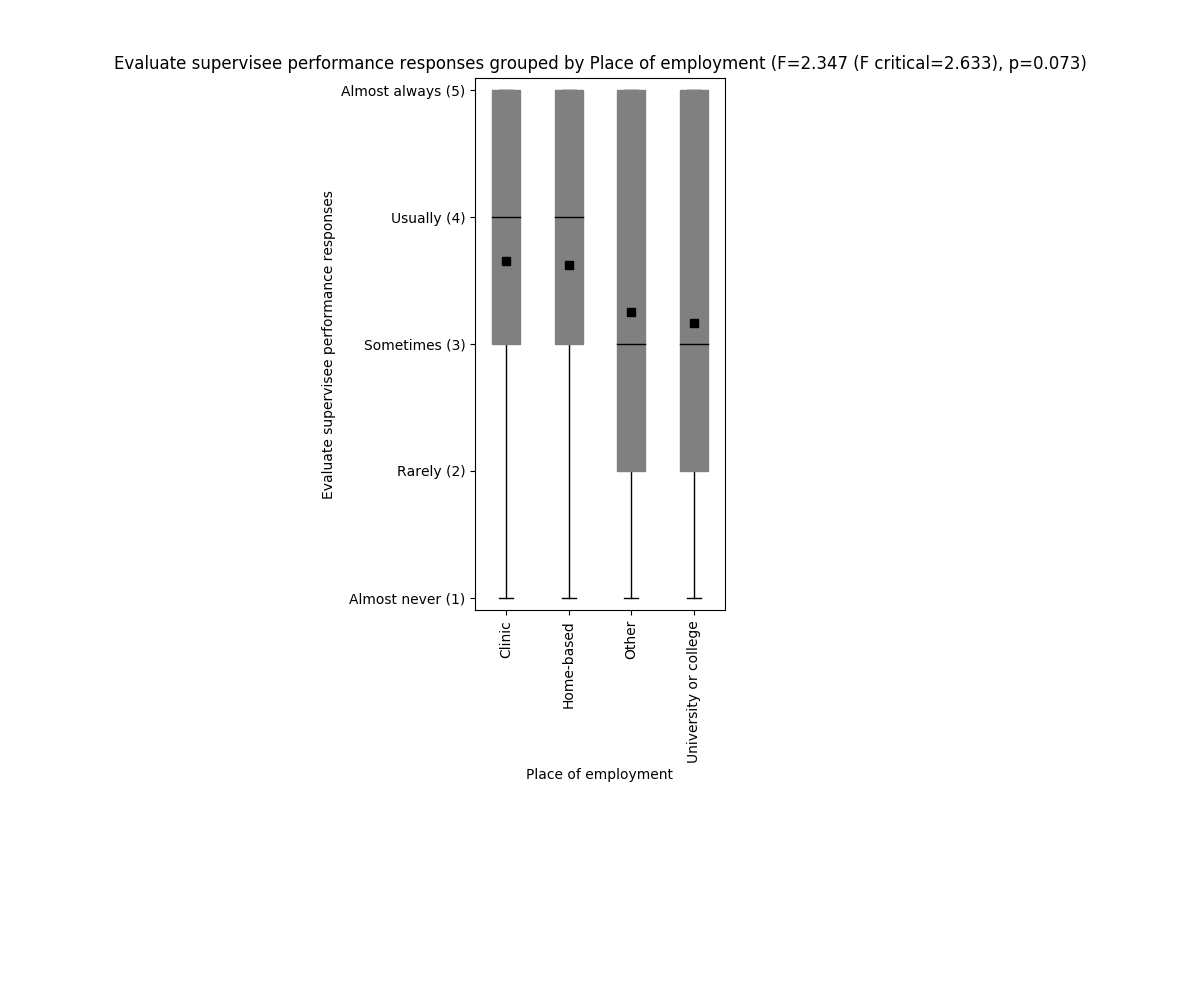 Evaluate supervisee performance responses grouped by Place of employment (F=2.347 (F critical=2.633), p=0.073)
Almost always (5)
Usually (4)
Sometimes (3)
Rarely (2)
Almost never (1)
Evaluate supervisee performance responses
Clinic
Home-based
Other
University or college
Place of employment